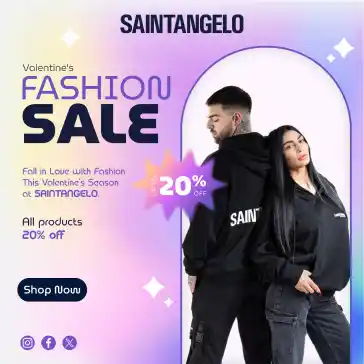 SAINTANGELO
Valentine's
FASHION
SALE
Fall in Love with Fashion
This Valentine's Season
at SAINTANGELO.
20%
OFF
SAINT
All products
20% off
Shop Now